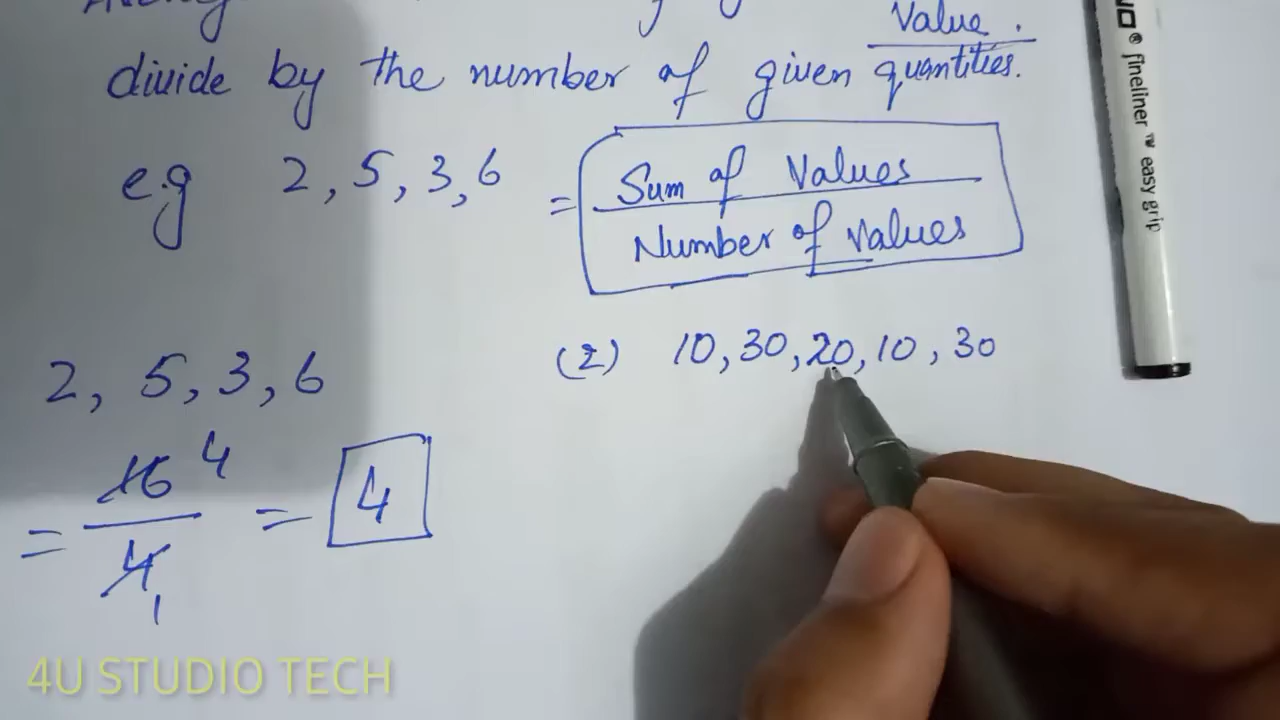 Value.
divide by the number of given quantities.
e.g 2, 5, 3, 6 = Sum of Values
Number of Values
2, 5, 3, 6
(2) 10, 30, 20, 10, 30
= 16 4
4 1
= 4
fineliner ™ easy grip
4U STUDIO TECH